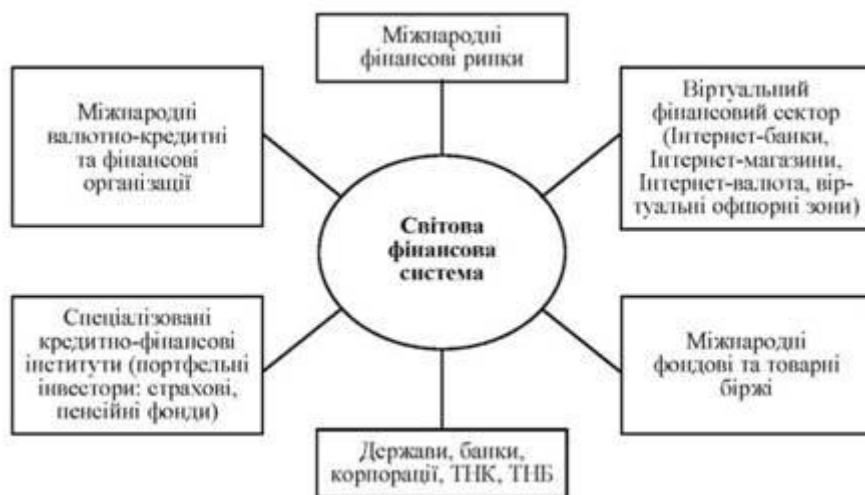 Міжнародні
фінансові ринки
Міжнародні
валютно-кредитні
та фінансові
організації
Віртуальний
фінансовий сектор
(Інтернет-банки,
Інтернет-магазини,
Інтернет-валюта, вір-
туальні офшорні зони)
Світова
фінансова
система
Спеціалізовані
кредитно-фінансові
інститути (портфельні
інвестори: страхові,
пенсійні фонди)
Міжнародні
фондові та товарні
біржі
Держави, банки,
корпорації, ТНК, ТНБ